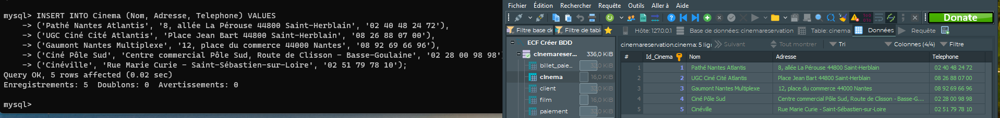 mysql> INSERT INTO Cinema (Nom, Adresse, Telephone) VALUES
-> ('Pathé Nantes Atlantis', '8, allée La Pérouse 44800 Saint-Herblain', '02 40 48 24 72'),
-> ('UGC Ciné Cité Atlantis', 'Place Jean Bart 44800 Saint-Herblain', '08 26 88 07 00'),
-> ('Gaumont Nantes Multiplexe', '12, place du commerce 44000 Nantes', '08 92 69 66 96'),
-> ('Ciné Pôle Sud', 'Centre commercial Pôle Sud, Route de Clisson - Basse-Goulaine', '02 28 00 98 98')
-> ('Cinéville', 'Rue Marie Curie - Saint-Sébastien-sur-Loire', '02 51 79 78 10');
Query OK, 5 rows affected (0.02 sec)
Enregistrements: 5  Doublons: 0  Avertissements: 0
mysql>
Fichier Édition Rechercher Requête Outils Aller à Aide
Donate
Filtre base de Filtre de tabl Hôte: 127.0.0.1 Base de données: cinemareservation Table: cinema Données Requête
ECF Créer BDD
cinemareser... 336,0 KiB
billet_paie... 32,0 KiB
cinema 16,0 KiB
client 32,0 KiB
film 16,0 KiB
paiement 32,0 KiB
cinemareservation.cinema: 5 lig Suivant Tout montrer Tri Colonnes (4/4) Filtre
# Id_Cinema Nom Adresse Telephone
1 1 Pathé Nantes Atlantis 8, allée La Pérouse 44800 Saint-Herblain 02 40 48 24 72
2 2 UGC Ciné Cité Atlantis Place Jean Bart 44800 Saint-Herblain 08 26 88 07 00
3 3 Gaumont Nantes Multiplexe 12, place du commerce 44000 Nantes 08 92 69 66 96
4 4 Ciné Pôle Sud Centre commercial Pôle Sud, Route de Clisson - Basse-G... 02 28 00 98 98
5 5 Cinéville Rue Marie Curie - Saint-Sébastien-sur-Loire 02 51 79 78 10